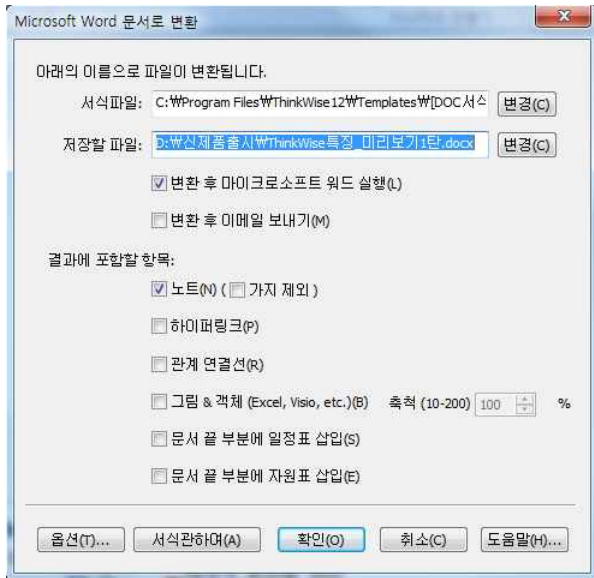 Microsoft Word 문서로 변환
아래의 이름으로 파일이 변환됩니다.
서식파일: C:₩Program Files₩ThinkWise12₩Templates₩[DOC서식 변경(C)
저장할 파일: D:₩신제품출시₩ThinkWise특징_미리보기1탄.docx 변경(C)
변환 후 마이크로소프트 워드 실행(L)
변환 후 이메일 보내기(M)
결과에 포함할 항목:
노트(N) ( 가지 제외 )
하이퍼링크(P)
관계 연결선(R)
그림 & 객체 (Excel, Visio, etc.)(B) 축척 (10-200) 100 %
문서 끝 부분에 일정표 삽입(S)
문서 끝 부분에 자원표 삽입(E)
옵션(T)... 서식관하여(A) 확인(O) 취소(C) 도움말(H)...